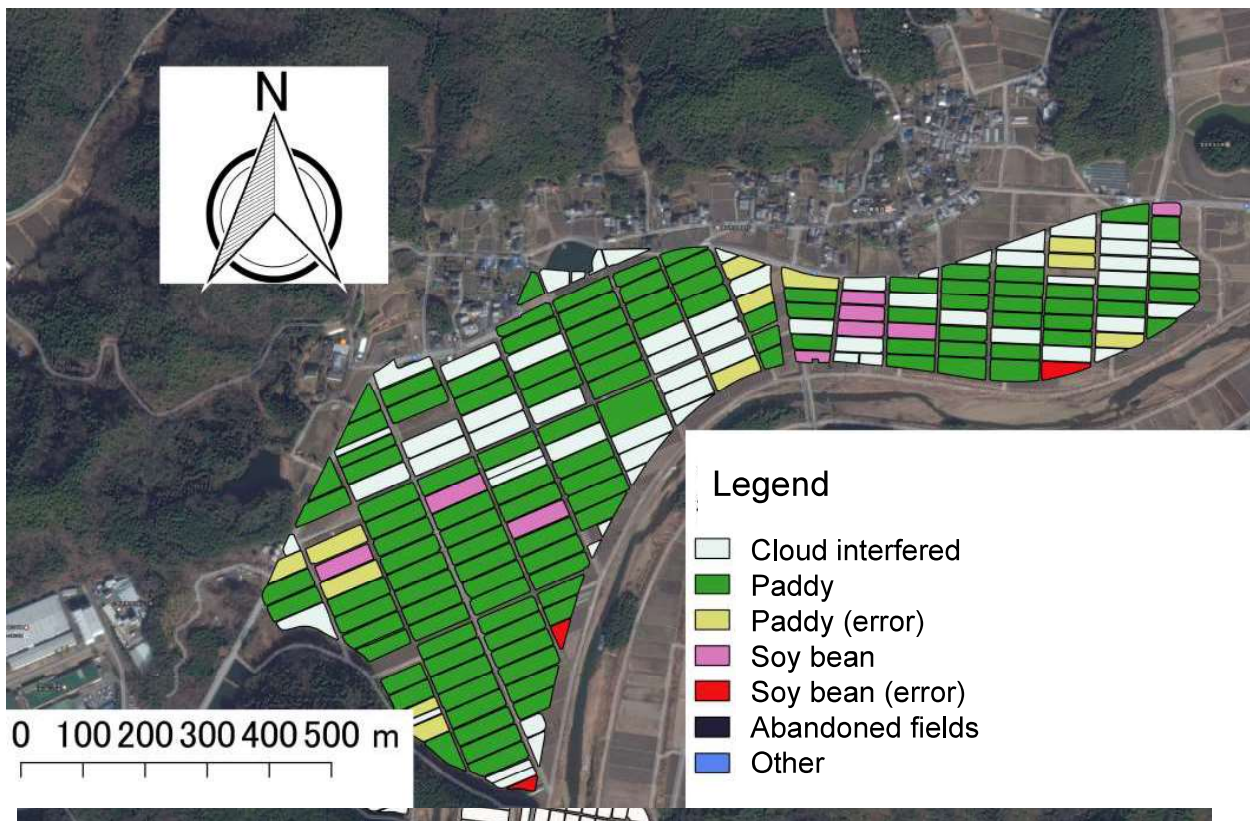 N
Legend
Cloud interfered
Paddy
Paddy (error)
Soy bean
Soy bean (error)
Abandoned fields
Other
0 100 200 300 400 500 m